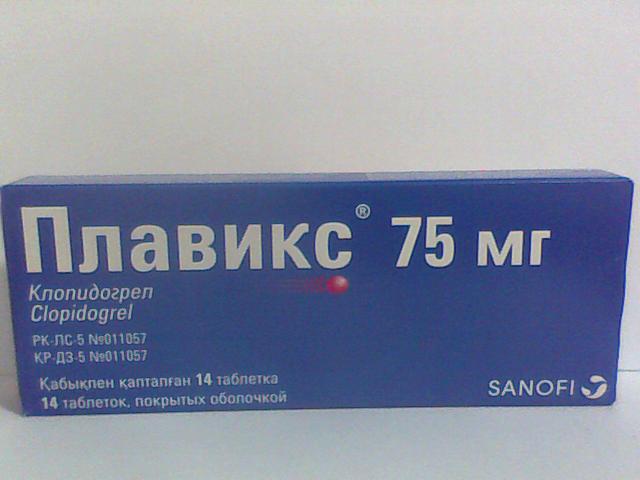 Плавикс® 75 мг
Клопидогрел
Clopidogrel
РК-ЛС-5 №011057
ҚР-ДЗ-5 №011057
Қабықпен қапталған 14 таблетка
14 таблеток, покрытых оболочкой
SANOFI